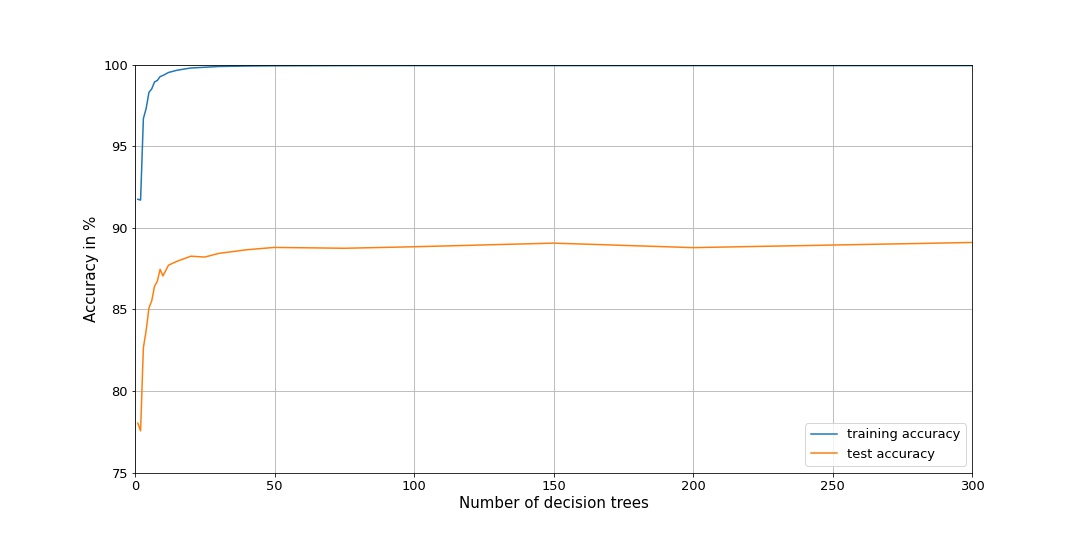 100
95
90
85
80
75
Accuracy in %
0 50 100 150 200 250 300
Number of decision trees
training accuracy
test accuracy